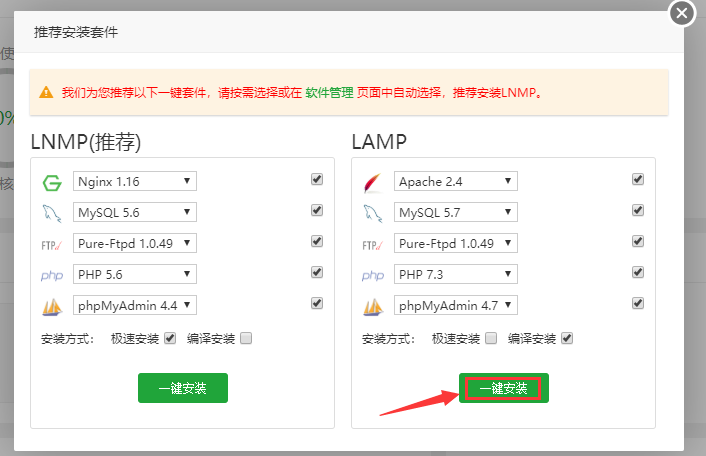 推荐安装套件
使
我们为您推荐以下一键套件，请按需选择或在 软件管理 页面中自动选择，推荐安装LNMP。
0%
核
LNMP(推荐)
Nginx 1.16
MySQL 5.6
FTP
Pure-Ftpd 1.0.49
php
PHP 5.6
phpMyAdmin 4.4
安装方式： 极速安装 编译安装
一键安装
LAMP
Apache 2.4
MySQL 5.7
FTP
Pure-Ftpd 1.0.49
php
PHP 7.3
phpMyAdmin 4.7
安装方式： 极速安装 编译安装
一键安装